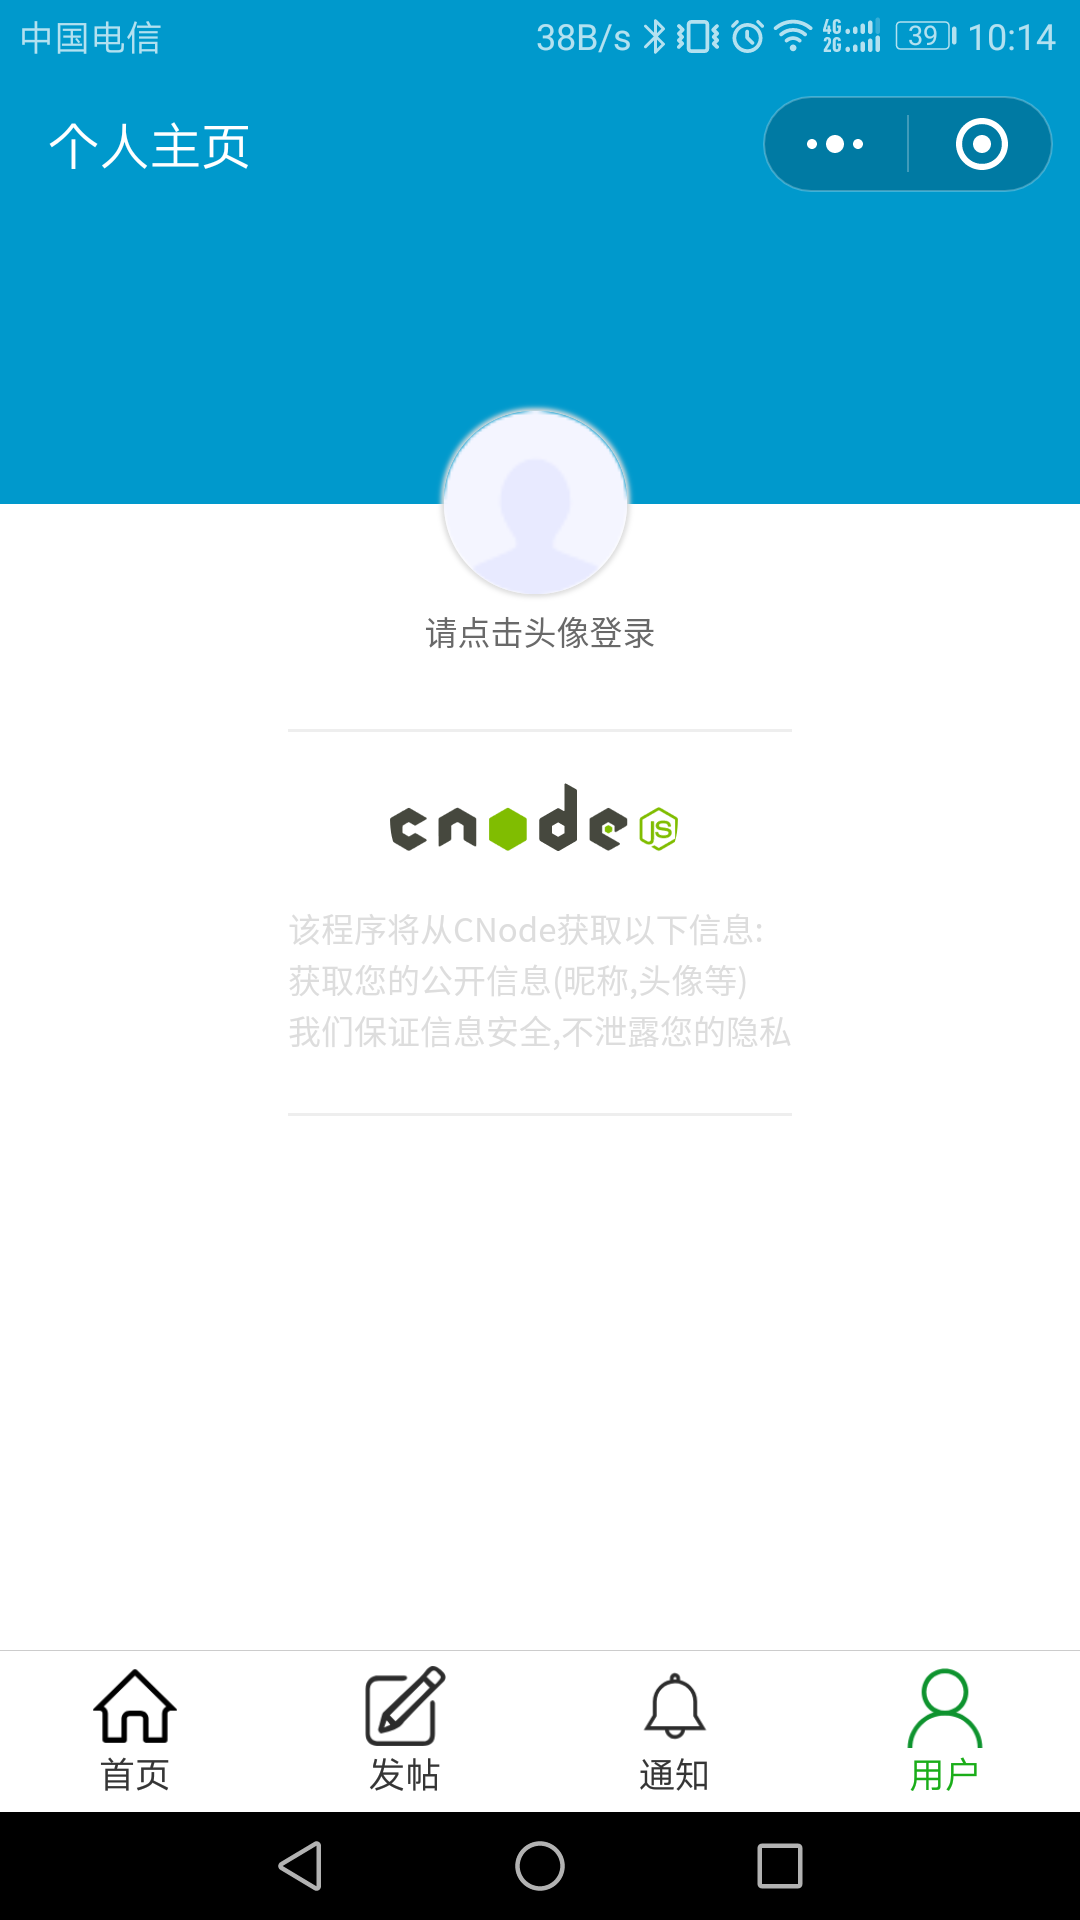 中国电信 38B/s 4G 2G 39 10:14
个人主页
请点击头像登录
cnode JS
该程序将从CNode获取以下信息:
获取您的公开信息(昵称,头像等)
我们保证信息安全,不泄露您的隐私
首页 发帖 通知 用户